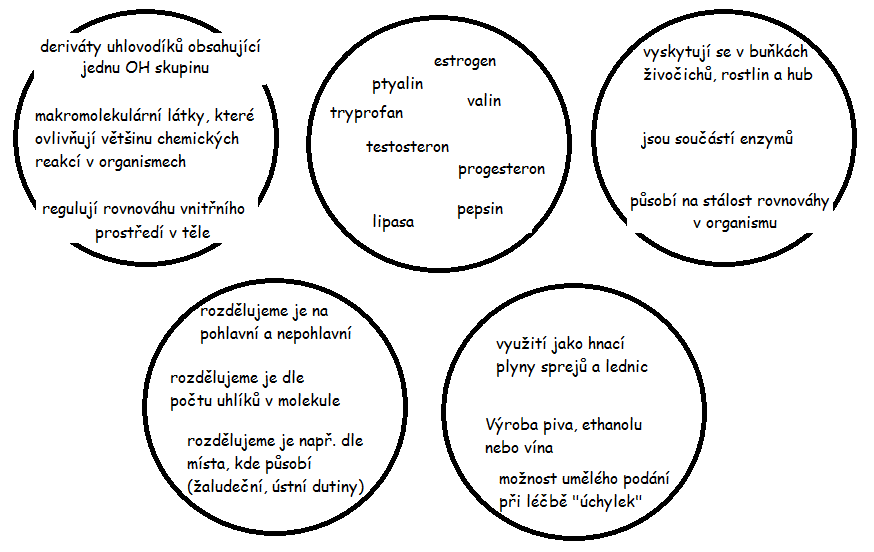 deriváty uhlovodíků obsahující
jednu OH skupinu
makromolekulární látky, které
ovlivňují většinu chemických
reakcí v organismech
regulují rovnováhu vnitřního
prostředí v těle
estrogen
ptyalin
valin
tryprofan
testosteron
progesteron
pepsin
lipasa
vyskytují se v buňkách
živočichů, rostlin a hub
jsou součástí enzymů
působí na stálost rovnováhy
v organismu
rozdělujeme je na
pohlavní a nepohlavní
rozdělujeme je dle
počtu uhlíků v molekule
rozdělujeme je např. dle
místa, kde působí
(žaludeční, ústní dutiny)
využití jako hnací
plyny sprejů a lednic
Výroba piva, ethanolu
nebo vína
možnost umělého podání
při léčbě "úchylek"